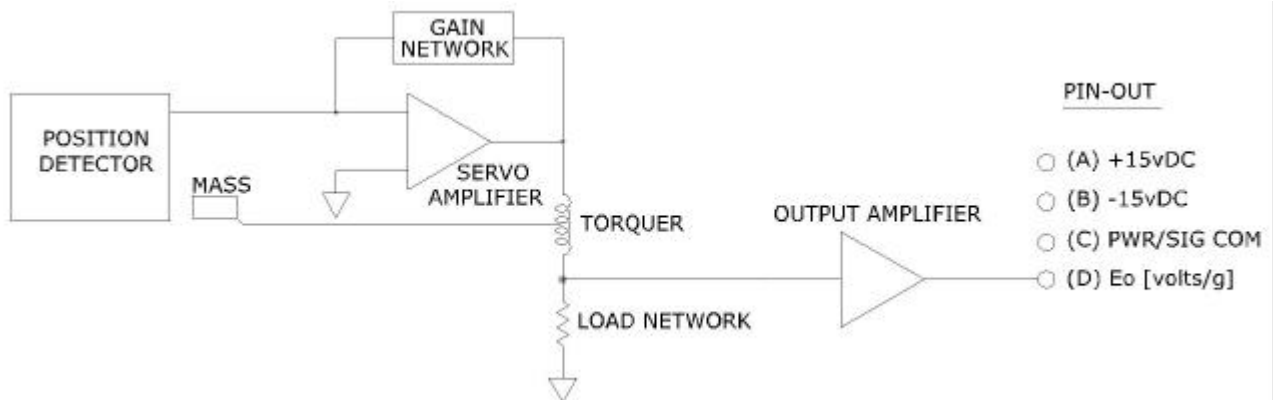 GAIN
NETWORK
PIN-OUT
POSITION
DETECTOR
(A) +15vDC
SERVO
AMPLIFIER
MASS
(B) -15vDC
OUTPUT AMPLIFIER
TORQUER
(C) PWR/SIG COM
(D) Eo [volts/g]
LOAD NETWORK